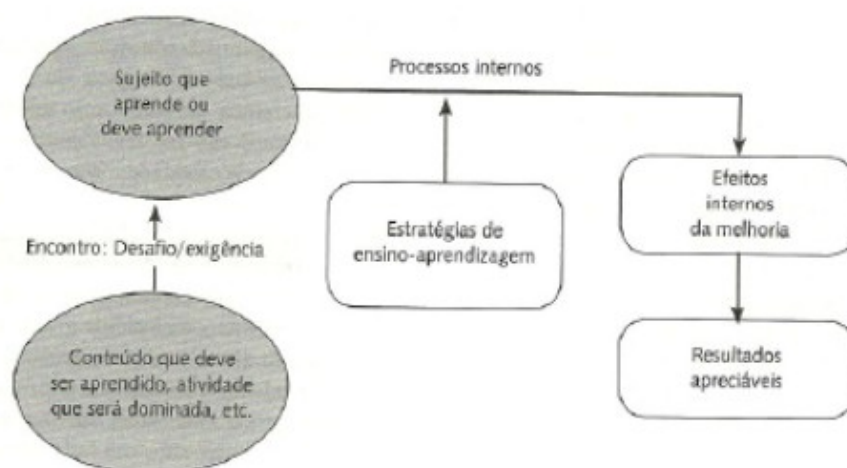 Sujeito que
aprende ou
deve aprender
Processos internos
Efeitos
internos
da melhoria
Estratégias de
ensino-aprendizagem
Encontro: Desafio/exigência
Conteúdo que deve
ser aprendido, atividade
que será dominada, etc.
Resultados
apreciáveis